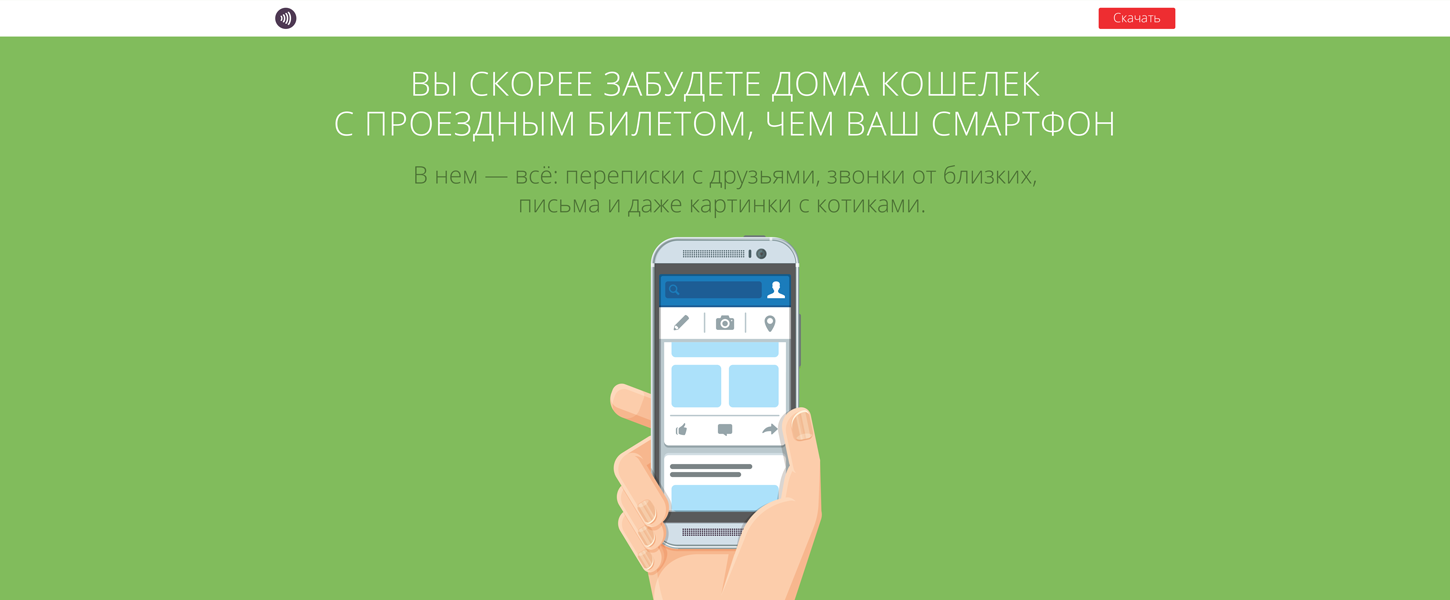 Скачать
ВЫ СКОРЕЕ ЗАБУДЕТЕ ДОМА КОШЕЛЕК
С ПРОЕЗДНЫМ БИЛЕТОМ, ЧЕМ ВАШ СМАРТФОН
В нем — всё: переписки с друзьями, звонки от близких,
письма и даже картинки с котиками.